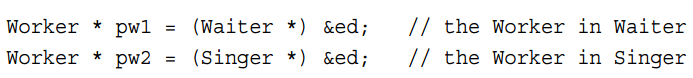 Worker * pw1 = (Waiter *) &ed;   // the Worker in Waiter
Worker * pw2 = (Singer *) &ed;   // the Worker in Singer